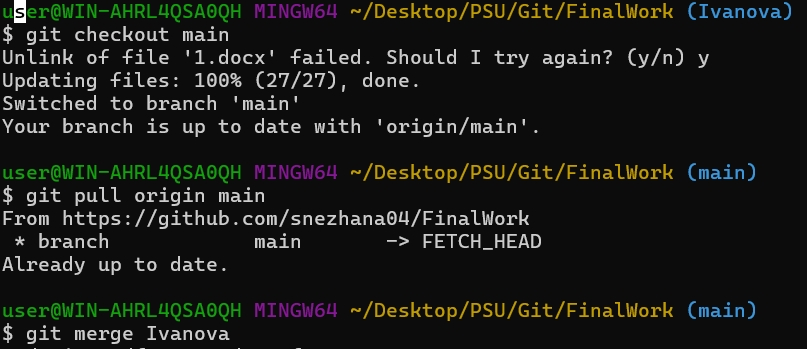 user@WIN-AHRL4QSA0QH MINGW64 ~/Desktop/PSU/Git/FinalWork (Ivanova)
$ git checkout main
Unlink of file '1.docx' failed. Should I try again? (y/n) y
Updating files: 100% (27/27), done.
Switched to branch 'main'
Your branch is up to date with 'origin/main'.
user@WIN-AHRL4QSA0QH MINGW64 ~/Desktop/PSU/Git/FinalWork (main)
$ git pull origin main
From https://github.com/snezhana04/FinalWork
 * branch            main       -> FETCH_HEAD
Already up to date.
user@WIN-AHRL4QSA0QH MINGW64 ~/Desktop/PSU/Git/FinalWork (main)
$ git merge Ivanova